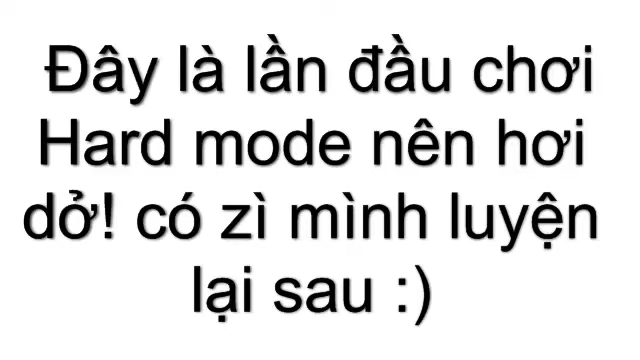 Đây là lần đầu chơi
Hard mode nên hơi
dở! có zì mình luyện
lại sau :)